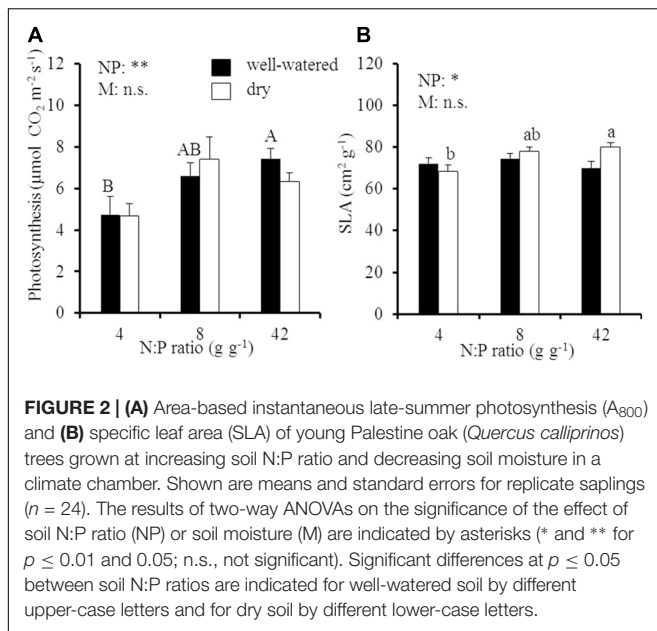 A
B
NP: **
M: n.s.
well-watered
dry
NP: *
M: n.s.
Photosynthesis (μmol CO₂ m⁻² s⁻¹)
12
10
8
6
4
2
0
B
AB
A
4
8
42
N:P ratio (g g⁻¹)
SLA (cm² g⁻¹)
120
100
80
60
40
20
0
b
ab
a
4
8
42
N:P ratio (g g⁻¹)
FIGURE 2 | (A) Area-based instantaneous late-summer photosynthesis (A₈₀₀)
and (B) specific leaf area (SLA) of young Palestine oak (Quercus calliprinos)
trees grown at increasing soil N:P ratio and decreasing soil moisture in a
climate chamber. Shown are means and standard errors for replicate saplings
(n = 24). The results of two-way ANOVAs on the significance of the effect of
soil N:P ratio (NP) or soil moisture (M) are indicated by asterisks (* and ** for
p ≤ 0.01 and 0.05; n.s., not significant). Significant differences at p ≤ 0.05
between soil N:P ratios are indicated for well-watered soil by different
upper-case letters and for dry soil by different lower-case letters.